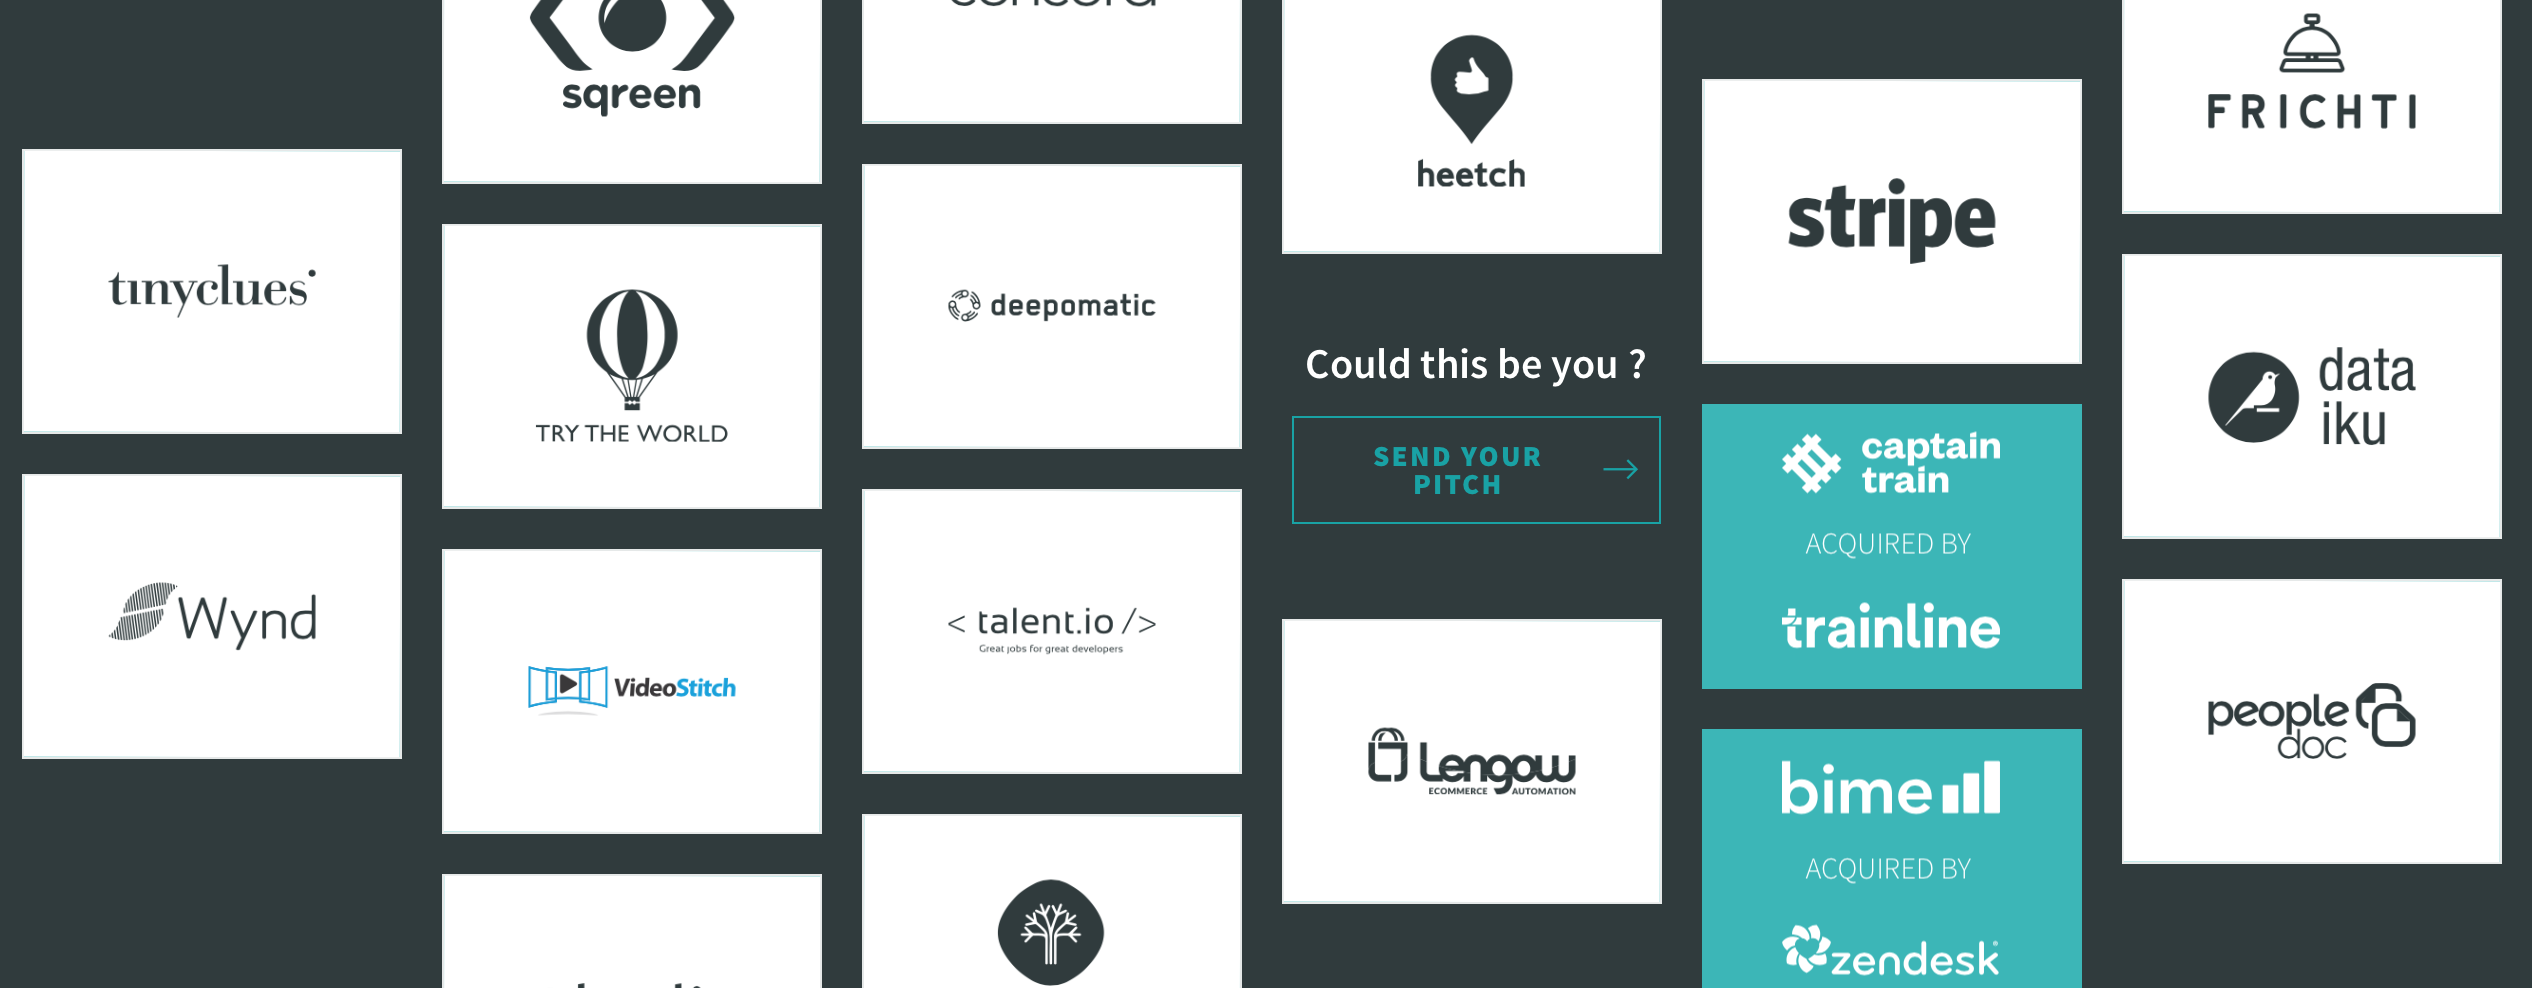 sqreen
concord
heetch
FRICHTI
stripe
tinyclues
TRY THE WORLD
deepomatic
Could this be you ?
SEND YOUR
PITCH
data
iku
captain
train
ACQUIRED BY
trainline
Wynd
VideoStitch
< talent.io />
Great jobs for great developers
Lengow
ECOMMERCE AUTOMATION
people
doc
bime
ACQUIRED BY
zendesk